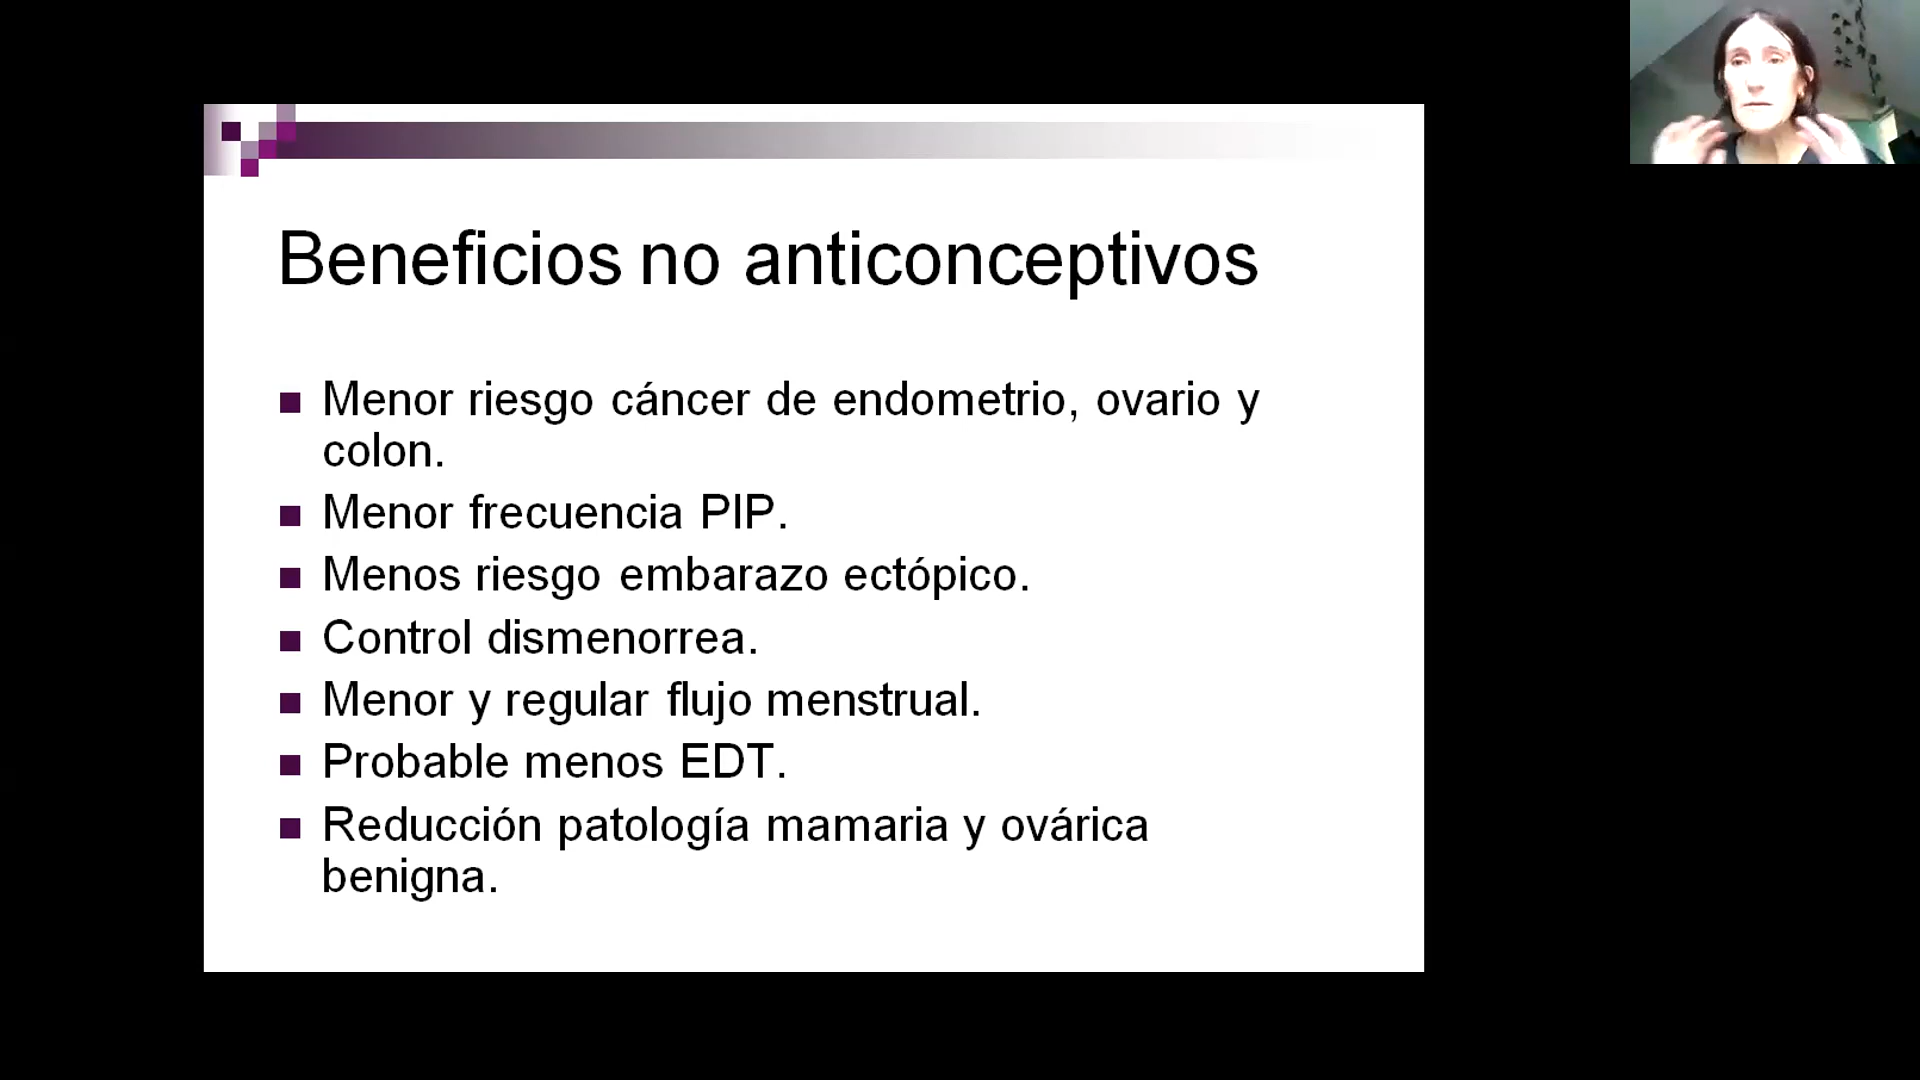 Beneficios no anticonceptivos
Menor riesgo cáncer de endometrio, ovario y
colon.
Menor frecuencia PIP.
Menos riesgo embarazo ectópico.
Control dismenorrea.
Menor y regular flujo menstrual.
Probable menos EDT.
Reducción patología mamaria y ovárica
benigna.